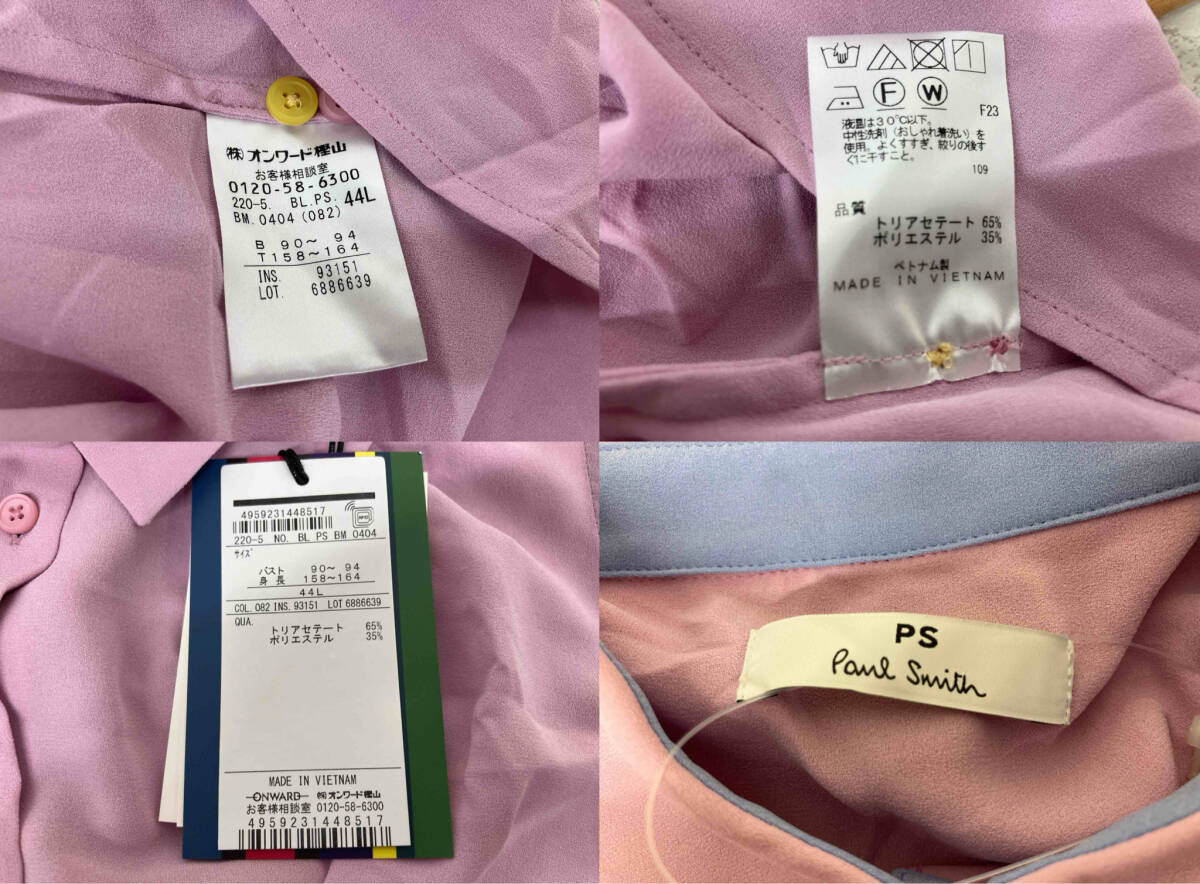 ㈱オンワード樫山
お客様相談室
0120-58-6300
220-5. BL.PS. 44L
BM.0404(082)
B 90～ 94
T158～164
INS. 93151
LOT. 6886639
F W
F23
液温は30℃以下。
中性洗剤（おしゃれ着洗い）を
使用。よくすすぎ、絞りの後す
ぐに干すこと。
109
品質
トリアセテート 65%
ポリエステル 35%
ベトナム製
MADE IN VIETNAM
4959231448517
220-5 NO. BL PS BM 0404
サイズ
バスト 90～ 94
身長 158～164
44L
COL. 082 INS. 93151 LOT 6886639
QUA.
トリアセテート 65%
ポリエステル 35%
MADE IN VIETNAM
ONWARD ㈱オンワード樫山
お客様相談室 0120-58-6300
4959231448517
PS
Paul Smith